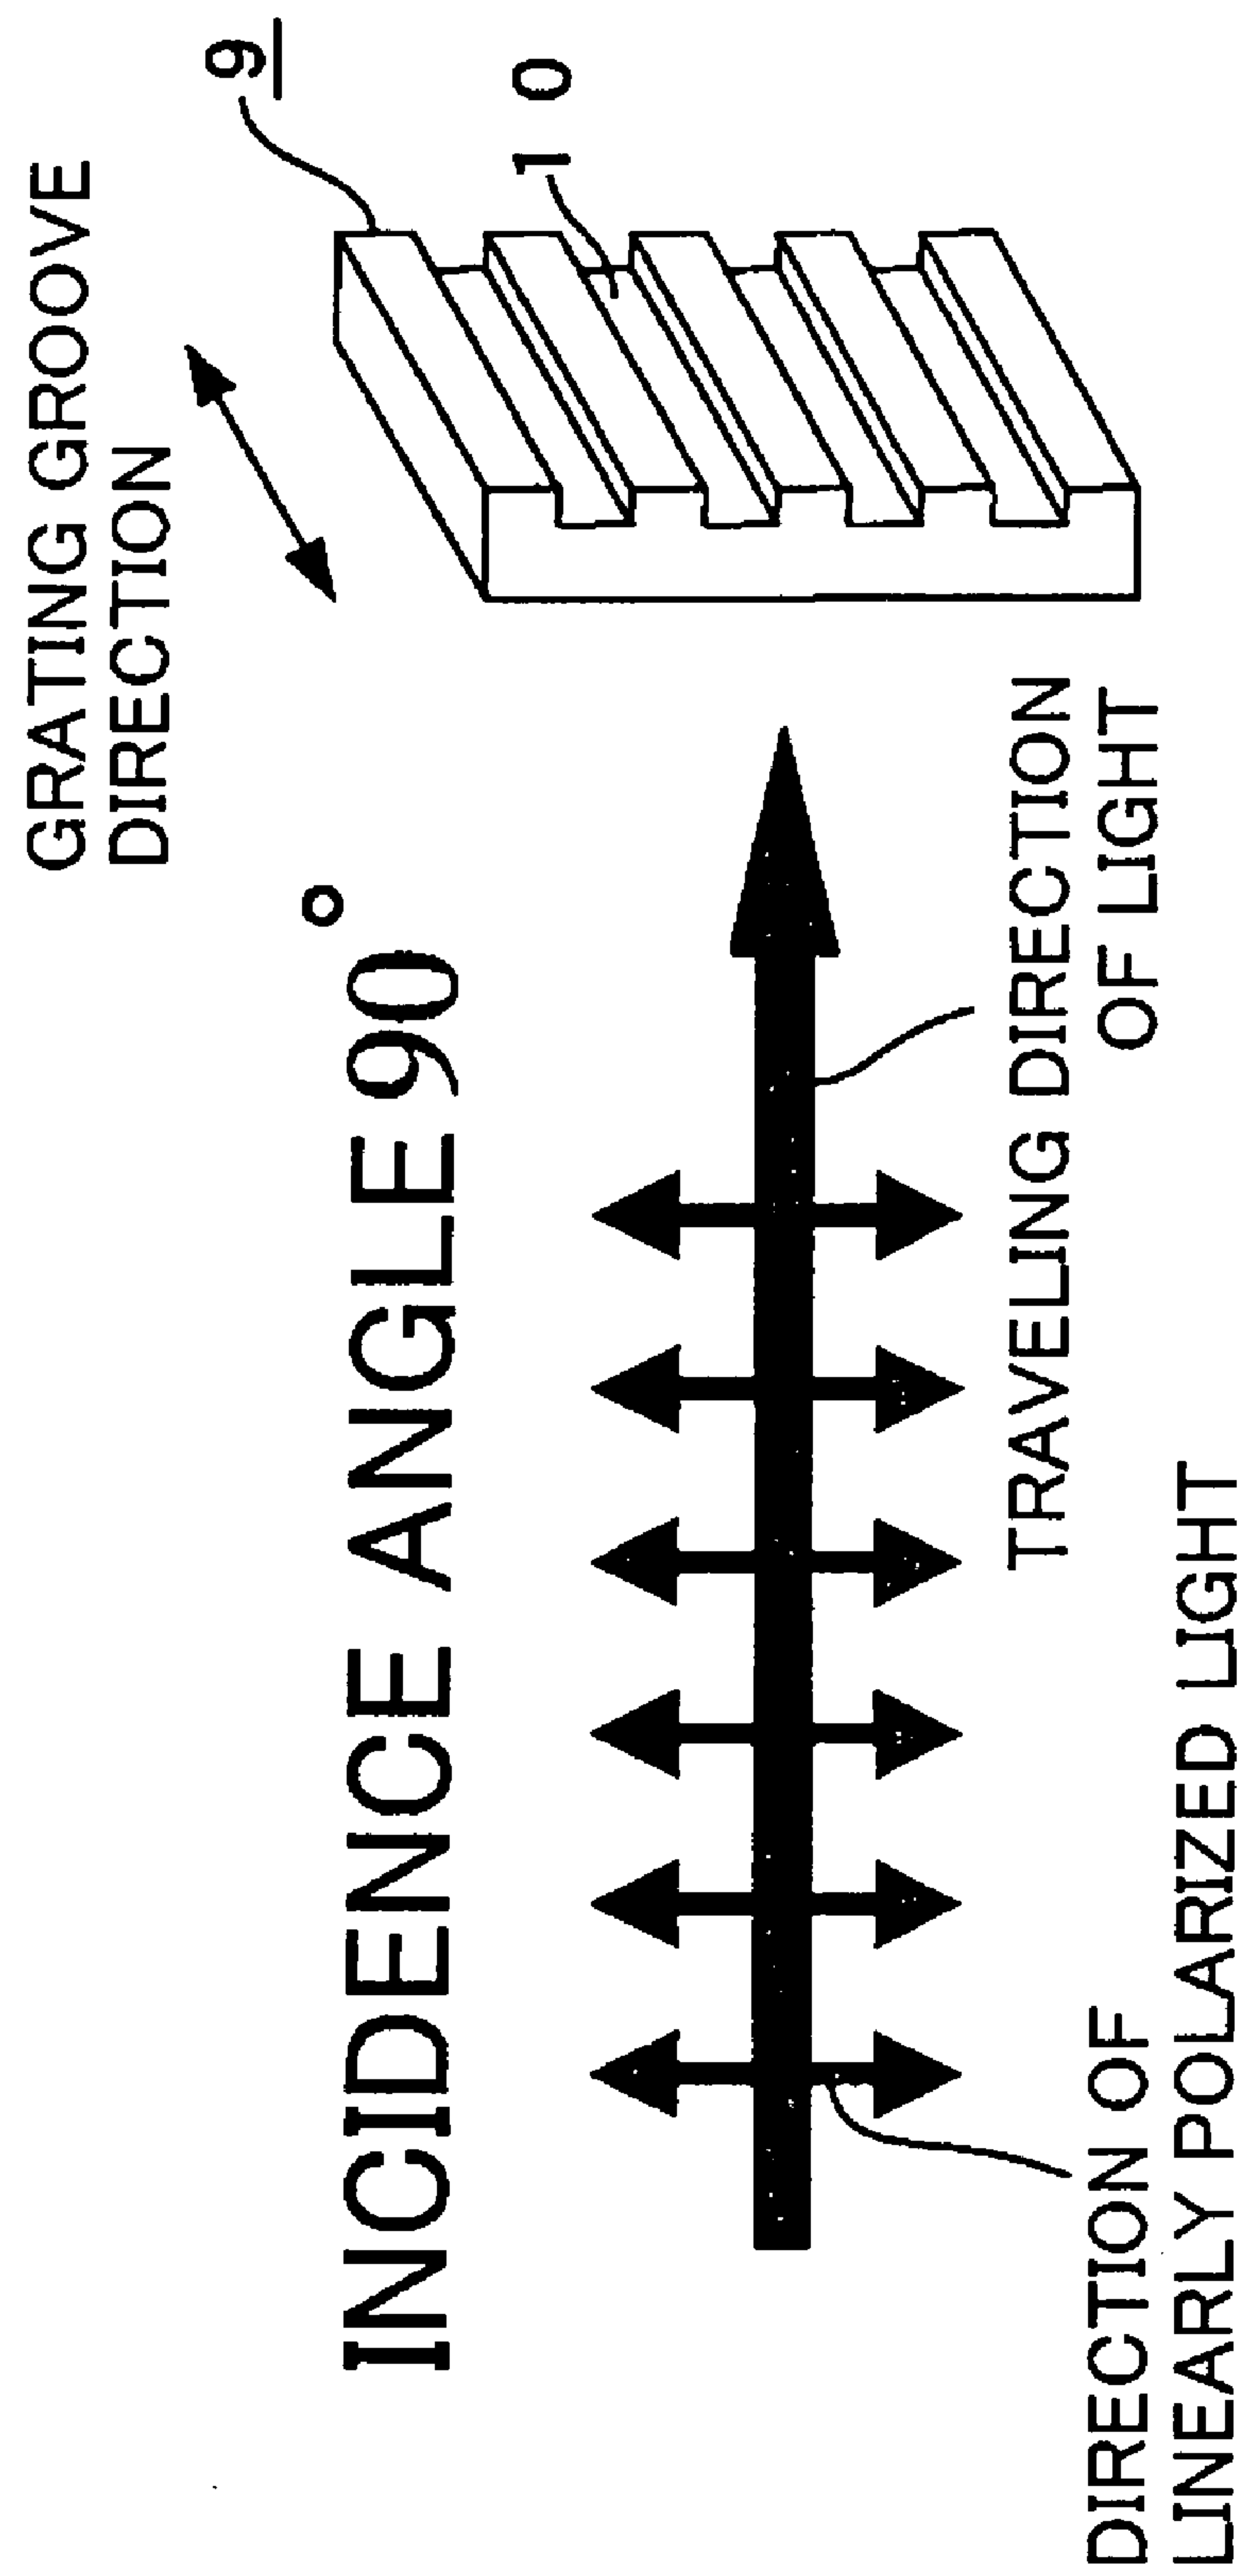 GRATING GROOVE
DIRECTION
9
10
INCIDENCE ANGLE 90°
TRAVELING DIRECTION
OF LIGHT
DIRECTION OF
LINEARLY POLARIZED LIGHT